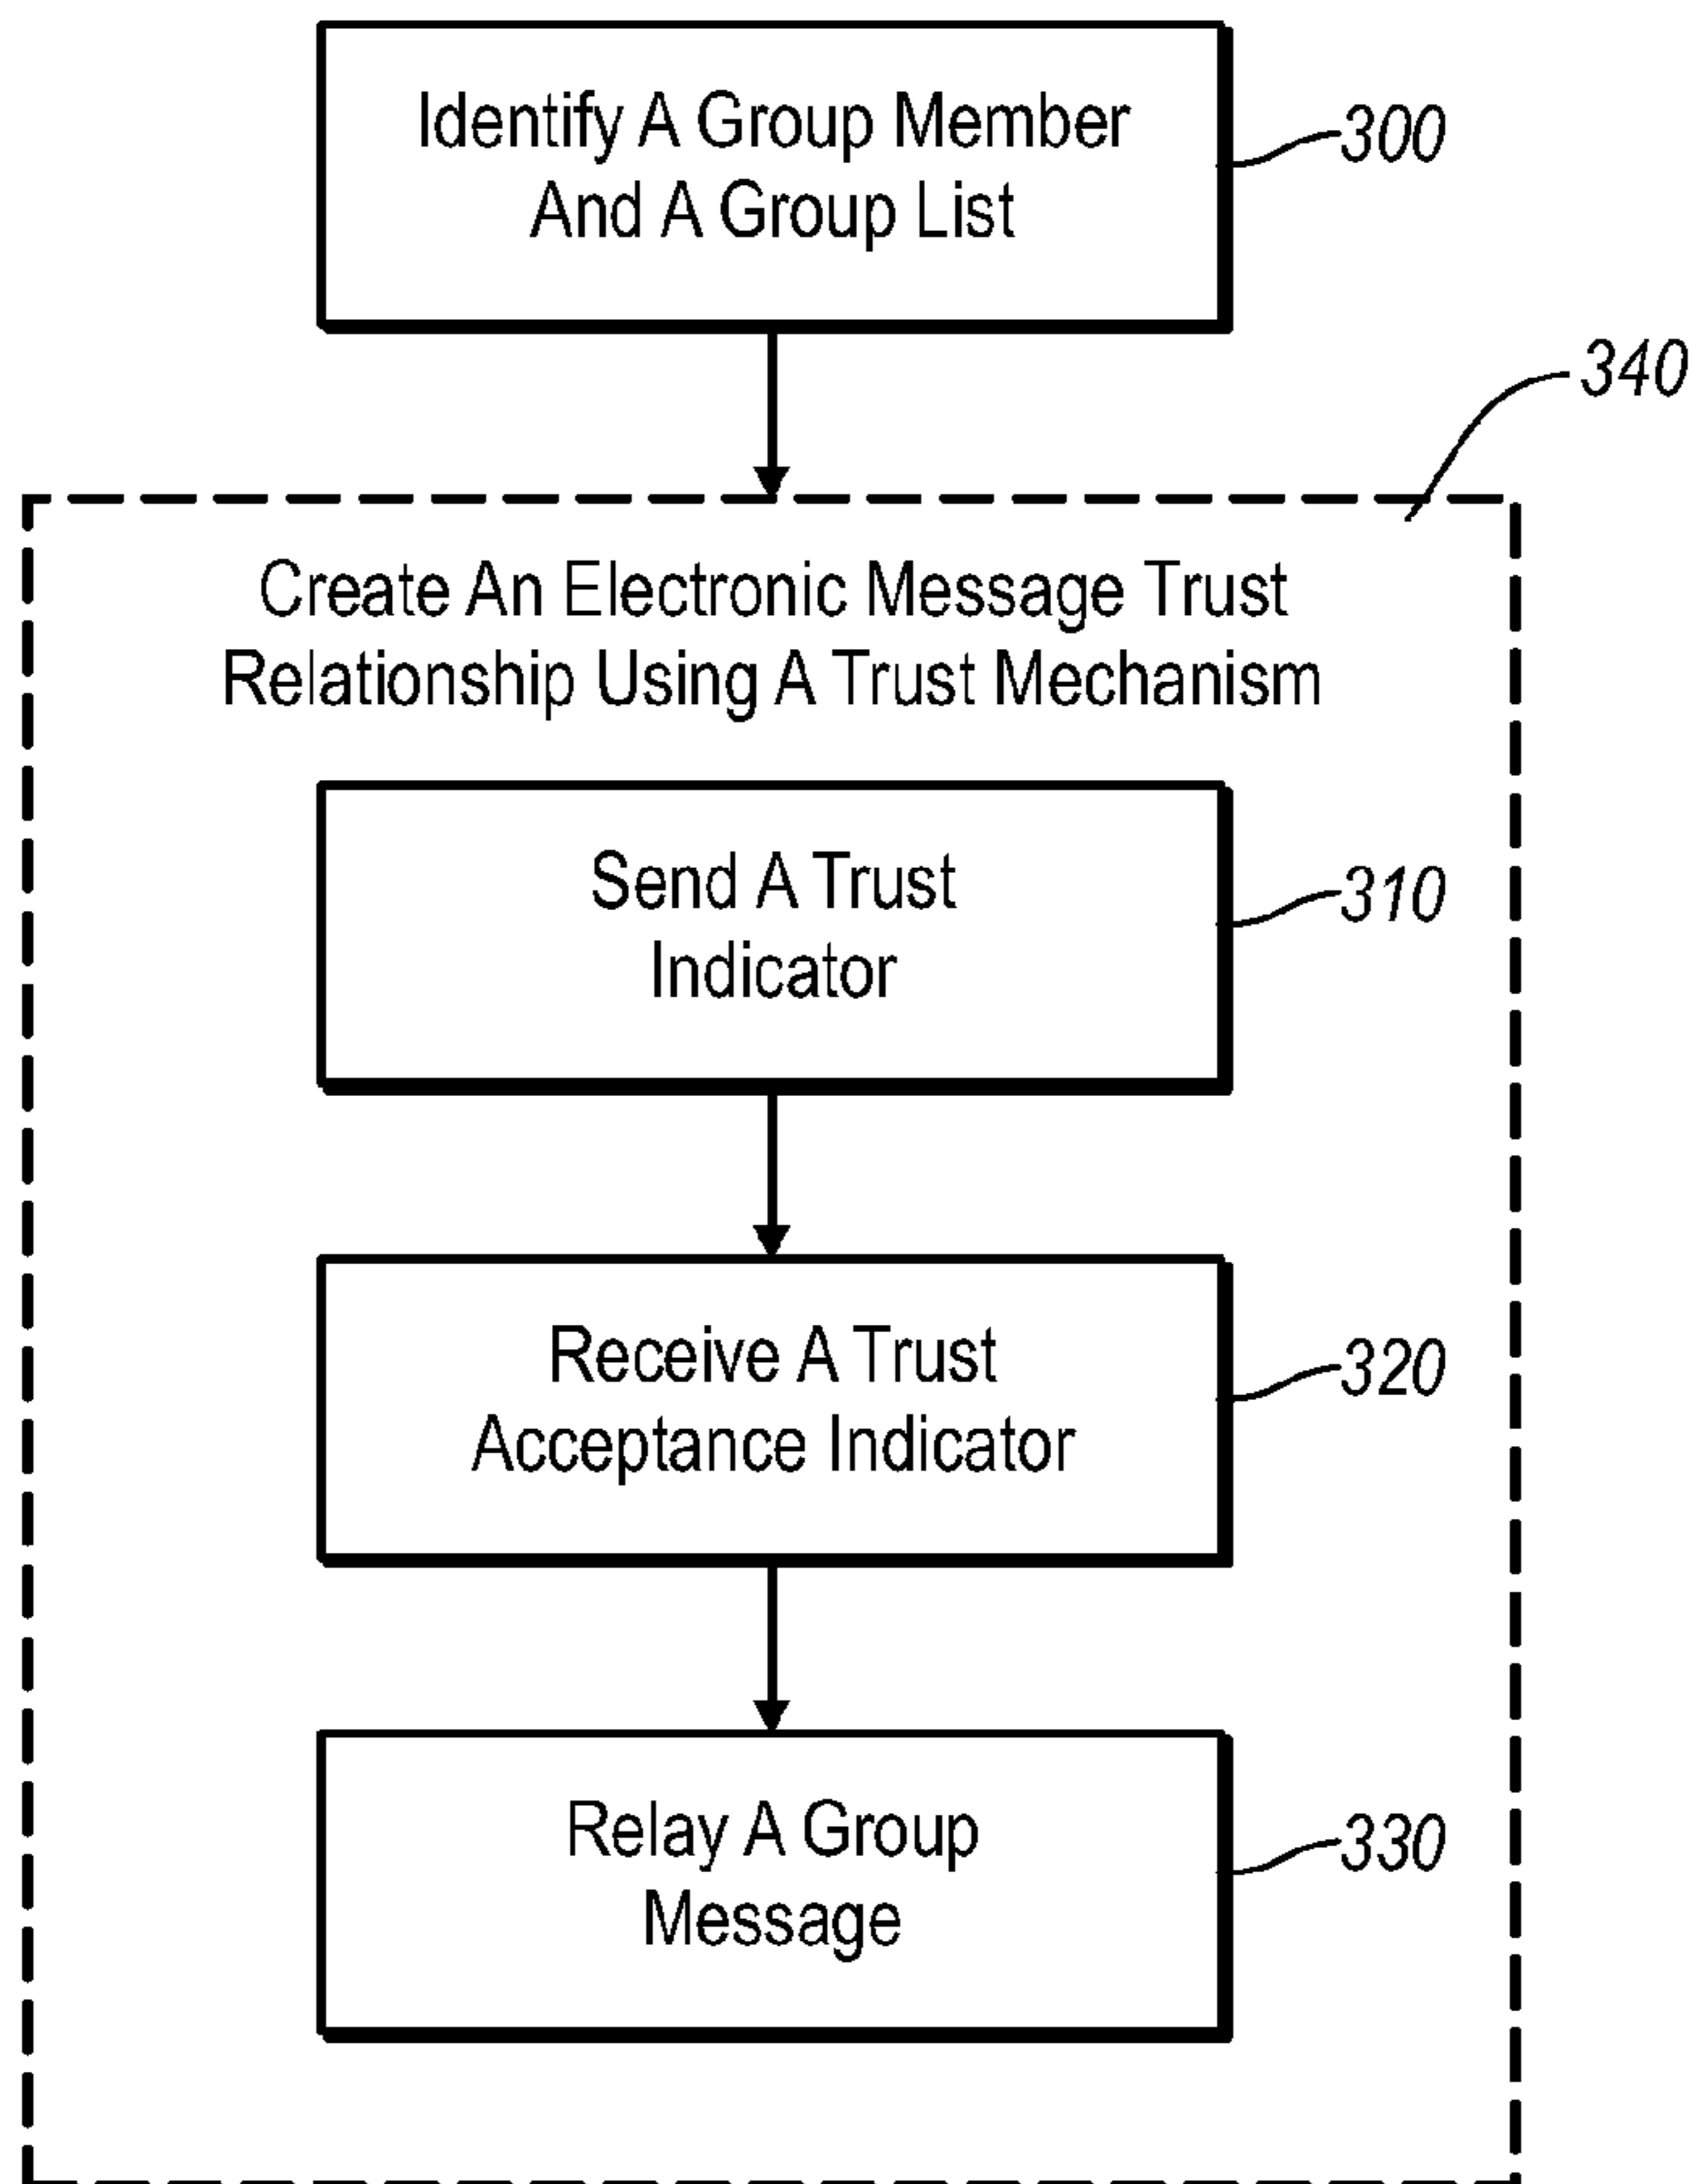 Identify A Group Member
And A Group List
300
340
Create An Electronic Message Trust
Relationship Using A Trust Mechanism
Send A Trust
Indicator
310
Receive A Trust
Acceptance Indicator
320
Relay A Group
Message
330